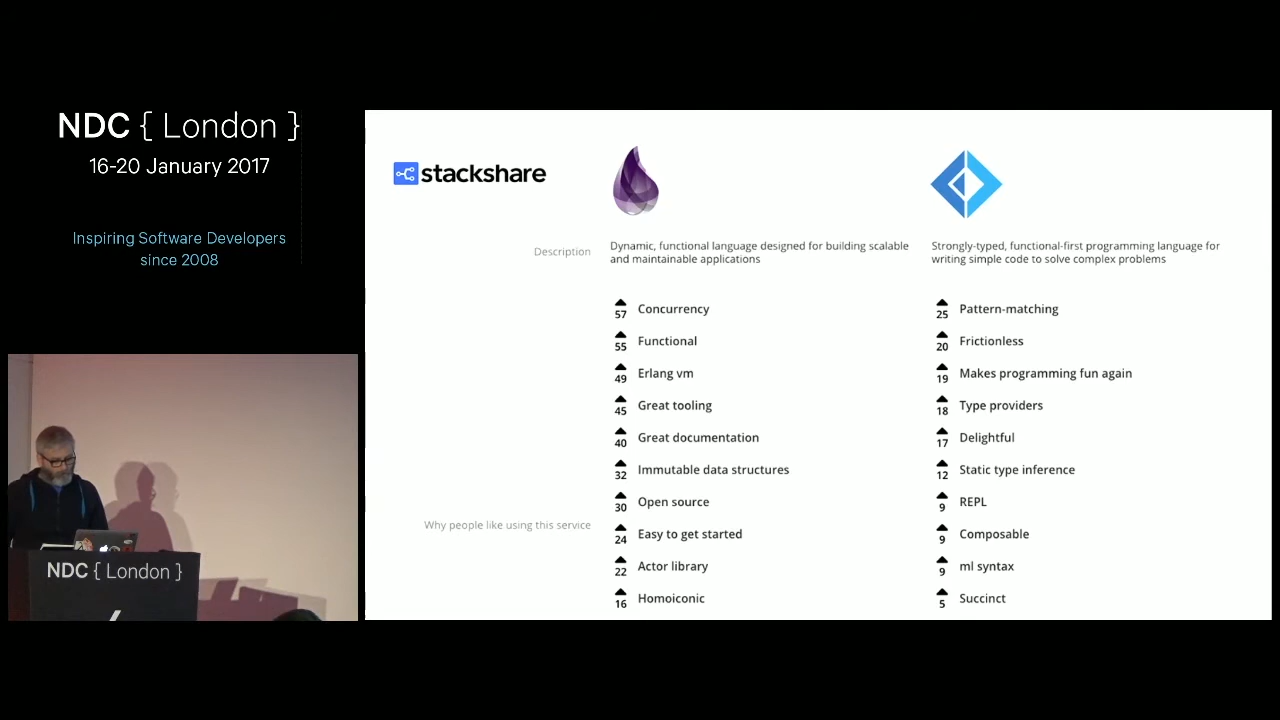 NDC { London }
16-20 January 2017
Inspiring Software Developers
since 2008
NDC { London }
stackshare
Description
Dynamic, functional language designed for building scalable
and maintainable applications
Strongly-typed, functional-first programming language for
writing simple code to solve complex problems
Why people like using this service
57 Concurrency
55 Functional
49 Erlang vm
45 Great tooling
40 Great documentation
32 Immutable data structures
30 Open source
24 Easy to get started
22 Actor library
16 Homoiconic
25 Pattern-matching
20 Frictionless
19 Makes programming fun again
18 Type providers
17 Delightful
12 Static type inference
9 REPL
9 Composable
9 ml syntax
5 Succinct